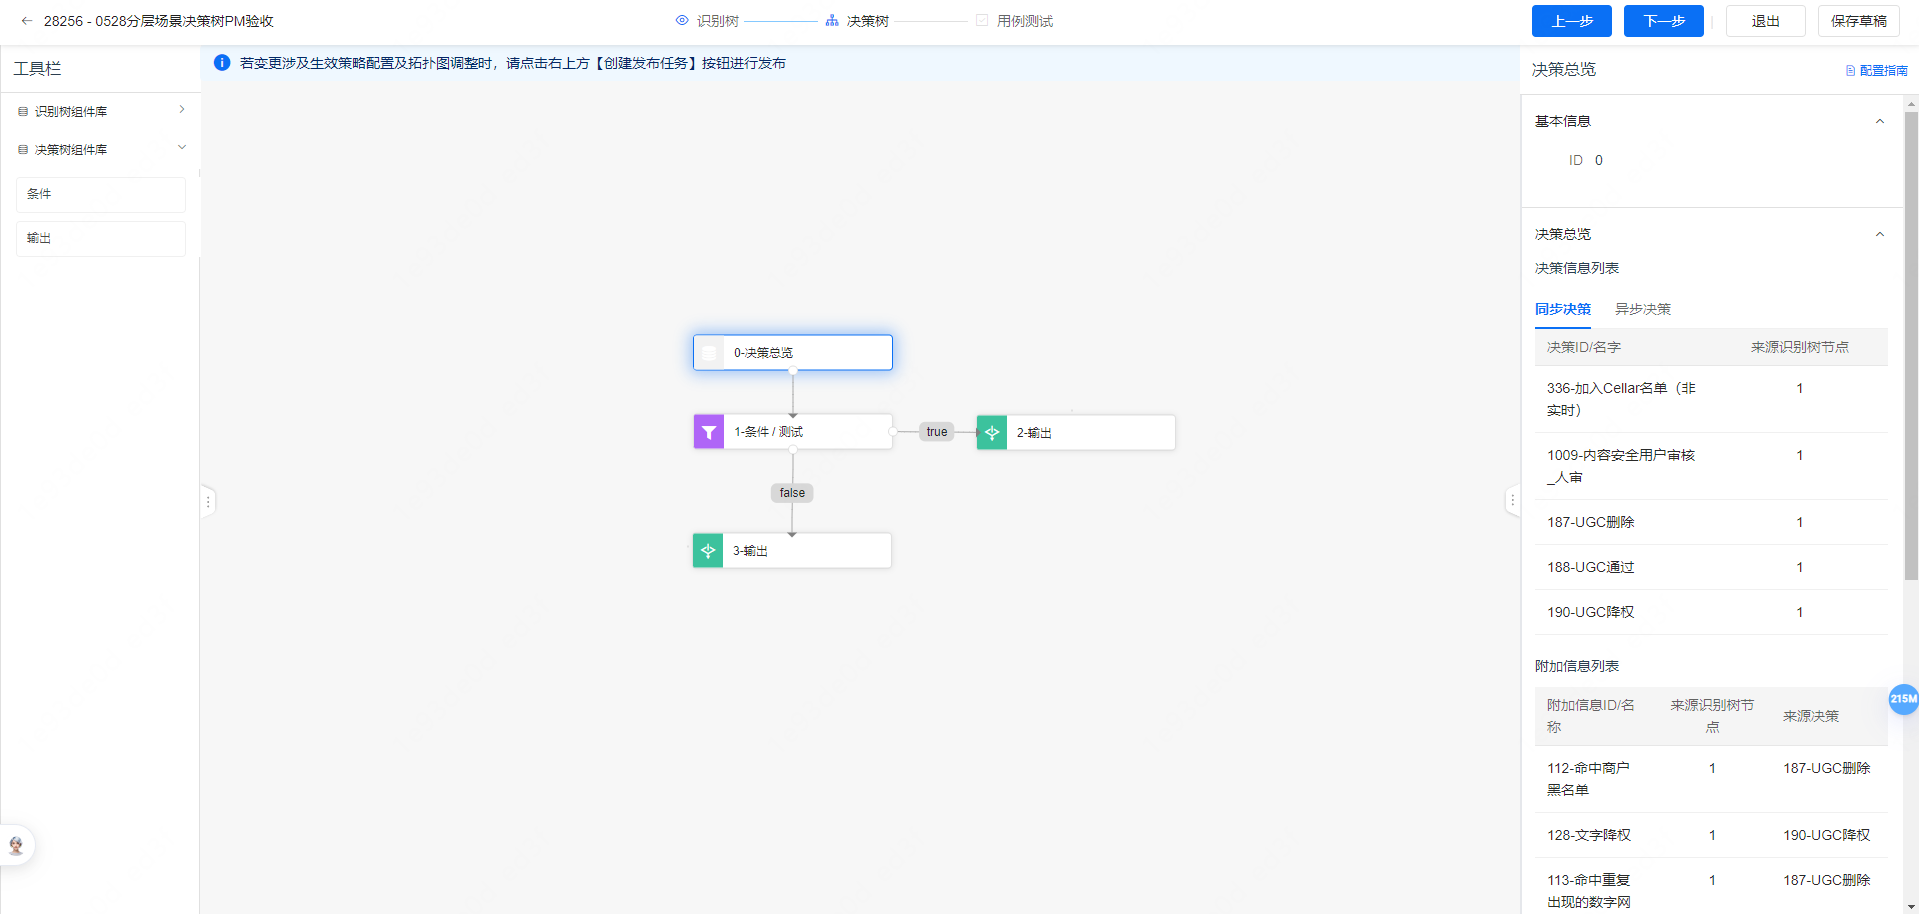 28256 - 0528分层场景决策树PM验收
识别树
决策树
用例测试
上一步
下一步
退出
保存草稿
工具栏
识别树组件库
决策树组件库
条件
输出
若变更涉及生效策略配置及拓扑图调整时，请点击右上方【创建发布任务】按钮进行发布
0-决策总览
1-条件 / 测试
true
2-输出
false
3-输出
决策总览
配置指南
基本信息
ID 0
决策总览
决策信息列表
同步决策 异步决策
决策ID/名字 来源识别树节点
336-加入Cellar名单（非 1
实时）
1009-内容安全用户审核 1
_人审
187-UGC删除 1
188-UGC通过 1
190-UGC降权 1
附加信息列表
附加信息ID/名 来源识别树节 来源决策
称 点
112-命中商户 1 187-UGC删除
黑名单
128-文字降权 1 190-UGC降权
113-命中重复 1 187-UGC删除
出现的数字网
215M